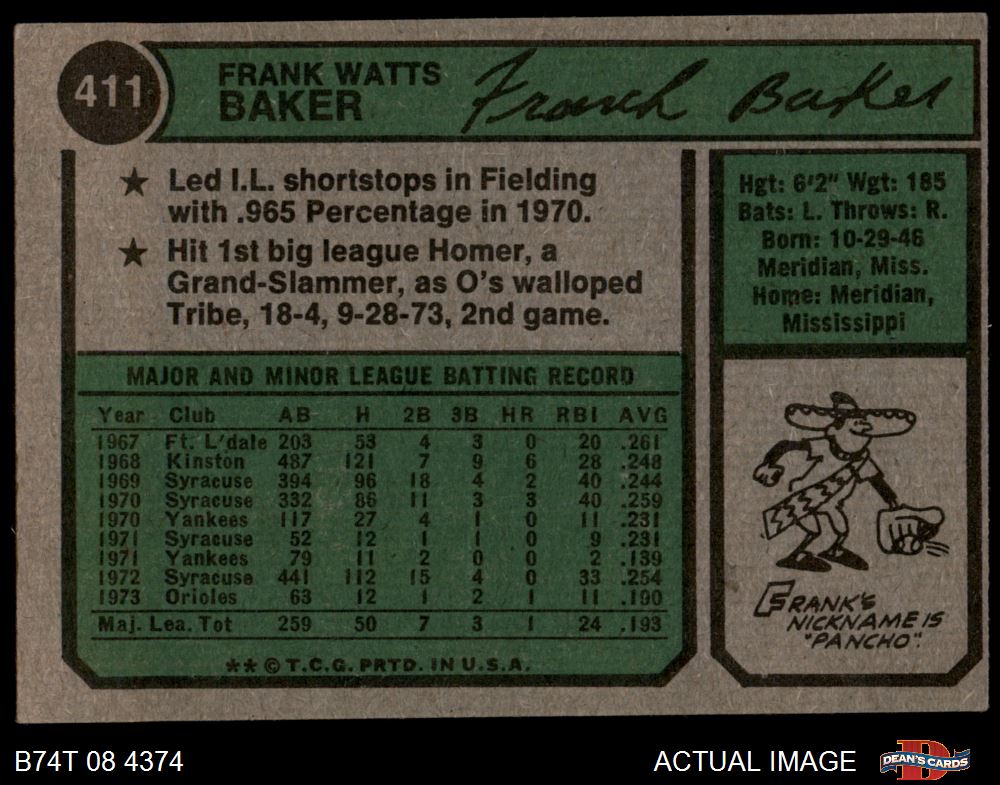 411
FRANK WATTS
BAKER
Frank Baker
★ Led I.L. shortstops in Fielding
with .965 Percentage in 1970.
★ Hit 1st big league Homer, a
Grand-Slammer, as O's walloped
Tribe, 18-4, 9-28-73, 2nd game.
Hgt: 6'2" Wgt: 185
Bats: L. Throws: R.
Born: 10-29-46
Meridian, Miss.
Home: Meridian,
Mississippi
MAJOR AND MINOR LEAGUE BATTING RECORD
Year Club AB H 2B 3B HR RBI AVG
1967 Ft. L'dale 203 53 4 3 0 20 .261
1968 Kinston 487 121 7 9 6 28 .248
1969 Syracuse 394 96 18 4 2 40 .244
1970 Syracuse 332 86 11 3 3 40 .259
1970 Yankees 117 27 4 1 0 11 .231
1971 Syracuse 52 12 1 1 0 9 .231
1971 Yankees 79 11 2 0 0 2 .139
1972 Syracuse 441 112 15 4 0 33 .254
1973 Orioles 63 12 1 2 1 11 .190
Maj. Lea. Tot 259 50 7 3 1 24 .193
** © T.C.G. PRTD. IN U.S.A.
FRANK'S
NICKNAME IS
"PANCHO".
B74T 08 4374
ACTUAL IMAGE
DEAN'S CARDS